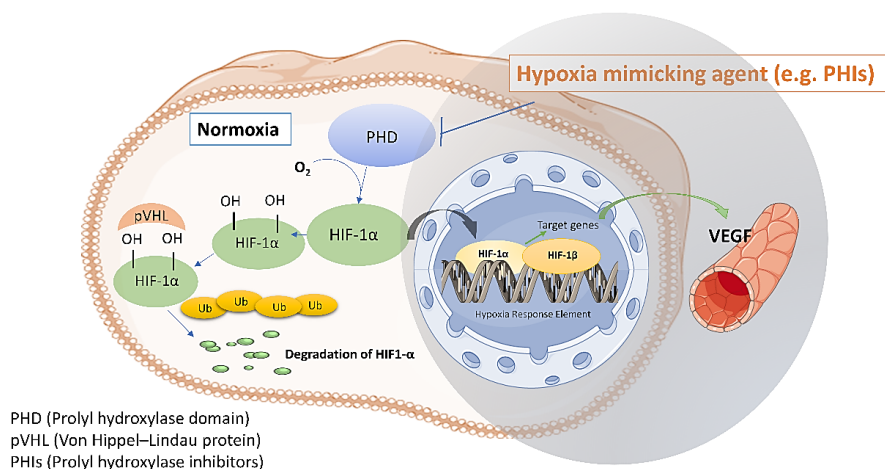 Hypoxia mimicking agent (e.g. PHIs)
Normoxia
PHD
O₂
OH
OH
pVHL
OH
OH
HIF-1α
HIF-1α
HIF-1α
Target genes
VEGF
HIF-1α
HIF-1β
Hypoxia Response Element
Ub
Ub
Ub
Ub
Degradation of HIF1-α
PHD (Prolyl hydroxylase domain)
pVHL (Von Hippel–Lindau protein)
PHIs (Prolyl hydroxylase inhibitors)